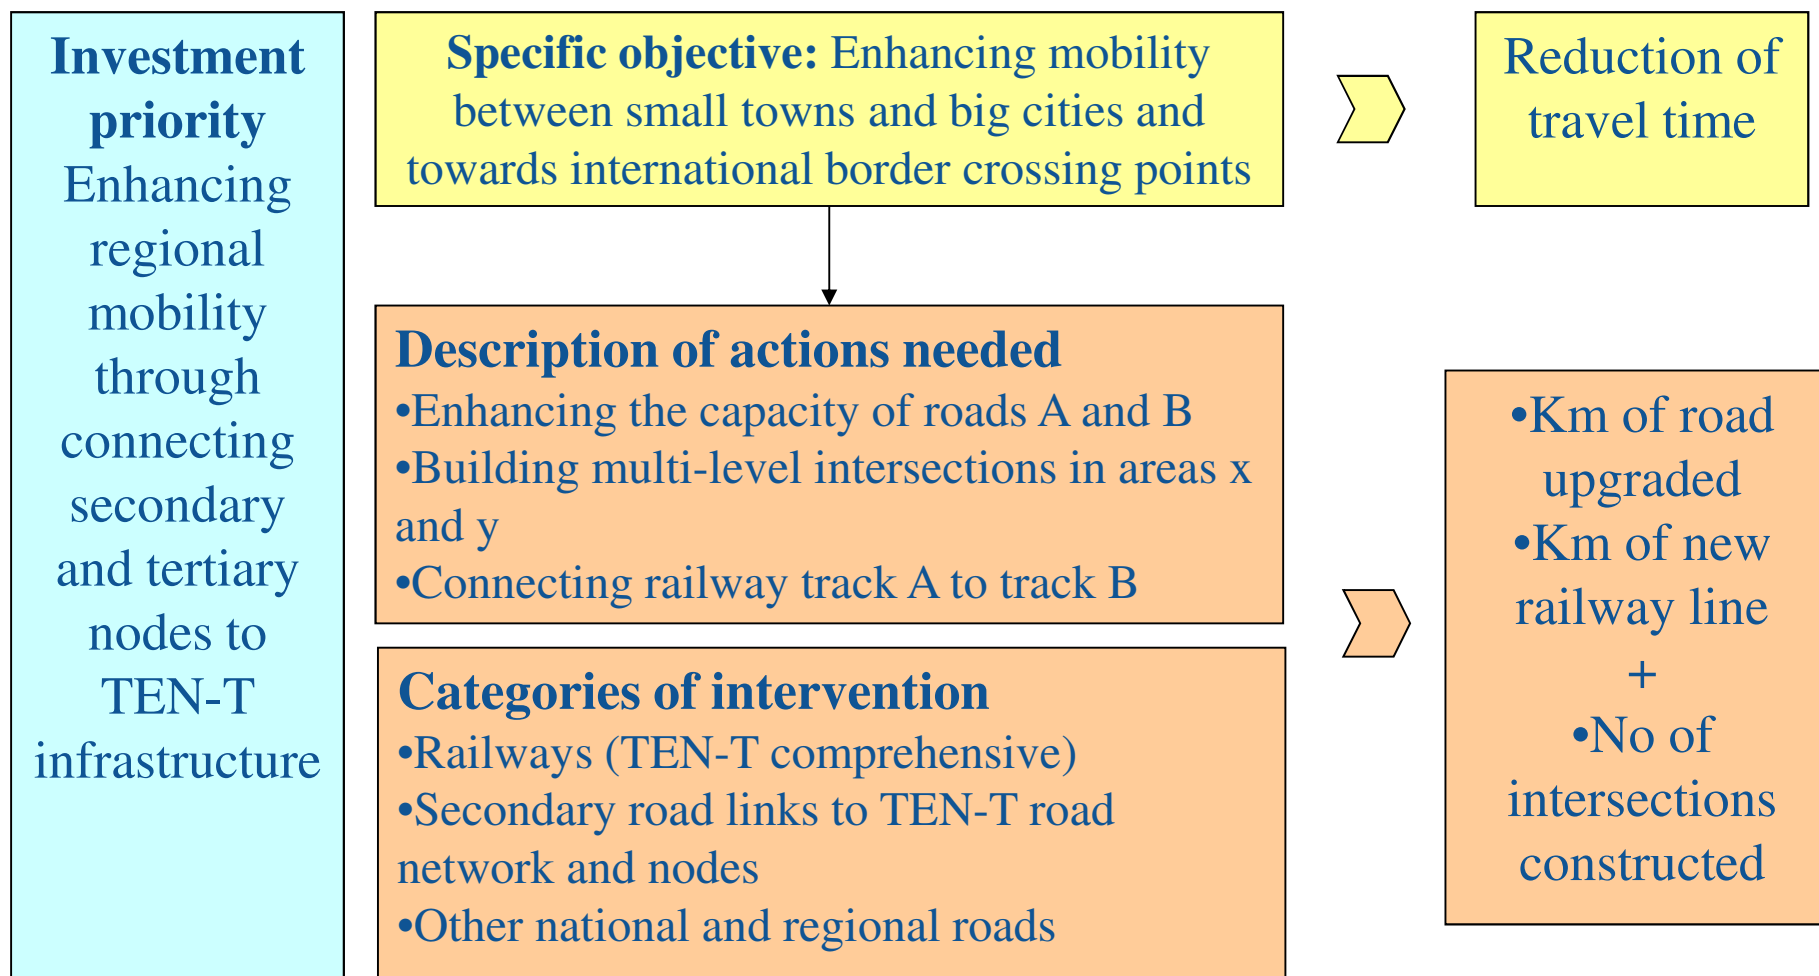 Investment
priority
Enhancing
regional
mobility
through
connecting
secondary
and tertiary
nodes to
TEN-T
infrastructure
Specific objective: Enhancing mobility
between small towns and big cities and
towards international border crossing points
Reduction of
travel time
Description of actions needed
•Enhancing the capacity of roads A and B
•Building multi-level intersections in areas x
and y
•Connecting railway track A to track B
Categories of intervention
•Railways (TEN-T comprehensive)
•Secondary road links to TEN-T road
network and nodes
•Other national and regional roads
•Km of road
upgraded
•Km of new
railway line
+
•No of
intersections
constructed